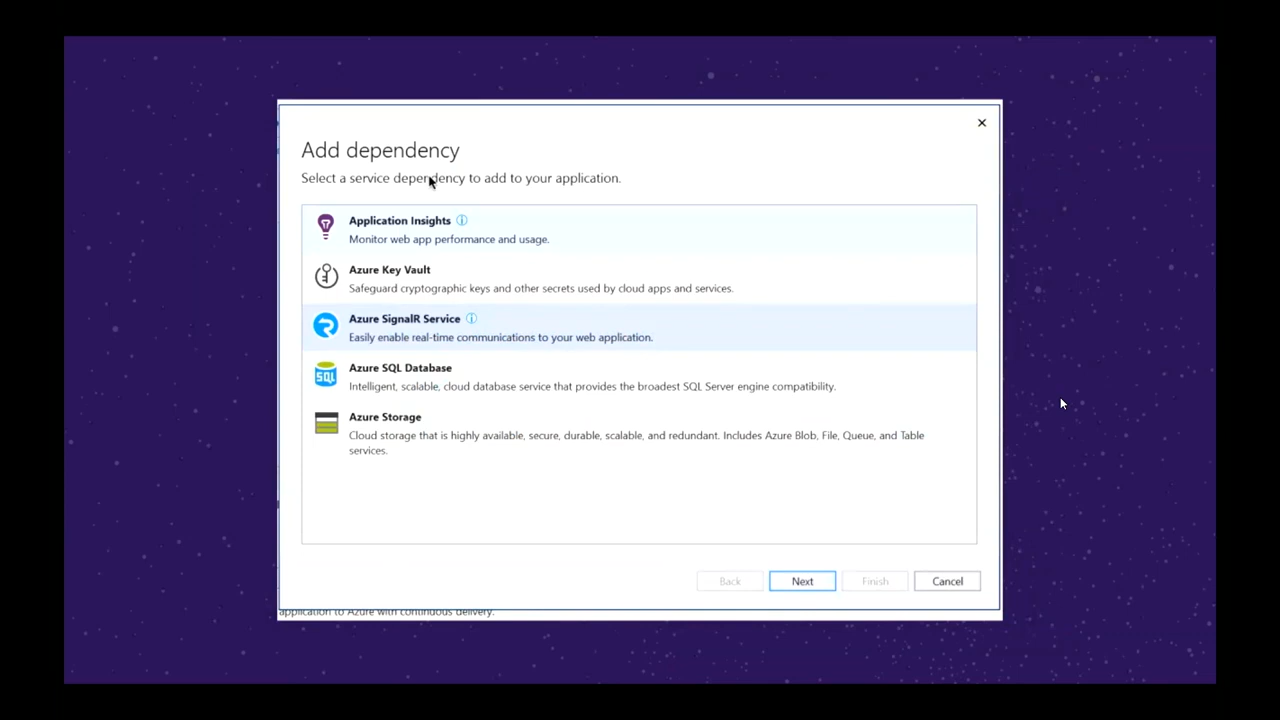 Add dependency
Select a service dependency to add to your application.
Application Insights
Monitor web app performance and usage.
Azure Key Vault
Safeguard cryptographic keys and other secrets used by cloud apps and services.
Azure SignalR Service
Easily enable real-time communications to your web application.
SQL
Azure SQL Database
Intelligent, scalable, cloud database service that provides the broadest SQL Server engine compatibility.
Azure Storage
Cloud storage that is highly available, secure, durable, scalable, and redundant. Includes Azure Blob, File, Queue, and Table
services.
Back Next Finish Cancel
application to Azure with continuous delivery.